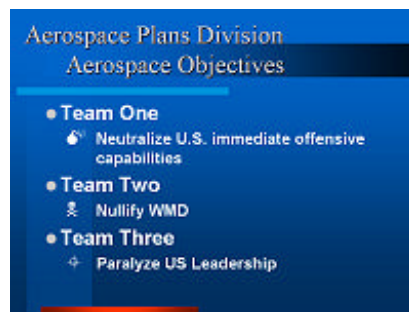 Aerospace Plans Division
Aerospace Objectives
Team One
Neutralize U.S. immediate offensive
capabilities
Team Two
Nullify WMD
Team Three
Paralyze US Leadership